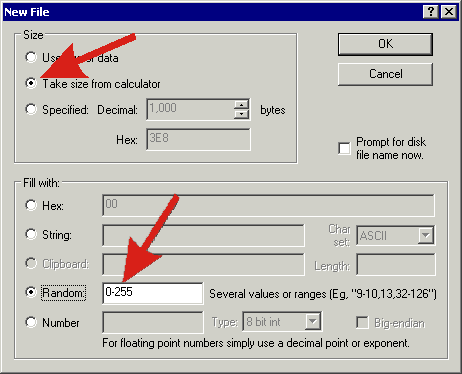 New File
Size
OK
data
Take size from calculator
Cancel
Specified: Decimal: 1,000 bytes
Hex: 3E8
Prompt for disk
file name now.
Fill with:
Hex: 00
String: Char
set: ASCII
Clipboard: Length:
Random: 0-255 Several values or ranges (Eg, "9-10,13,32-126")
Number Type: 8 bit int Big-endian
For floating point numbers simply use a decimal point or exponent.